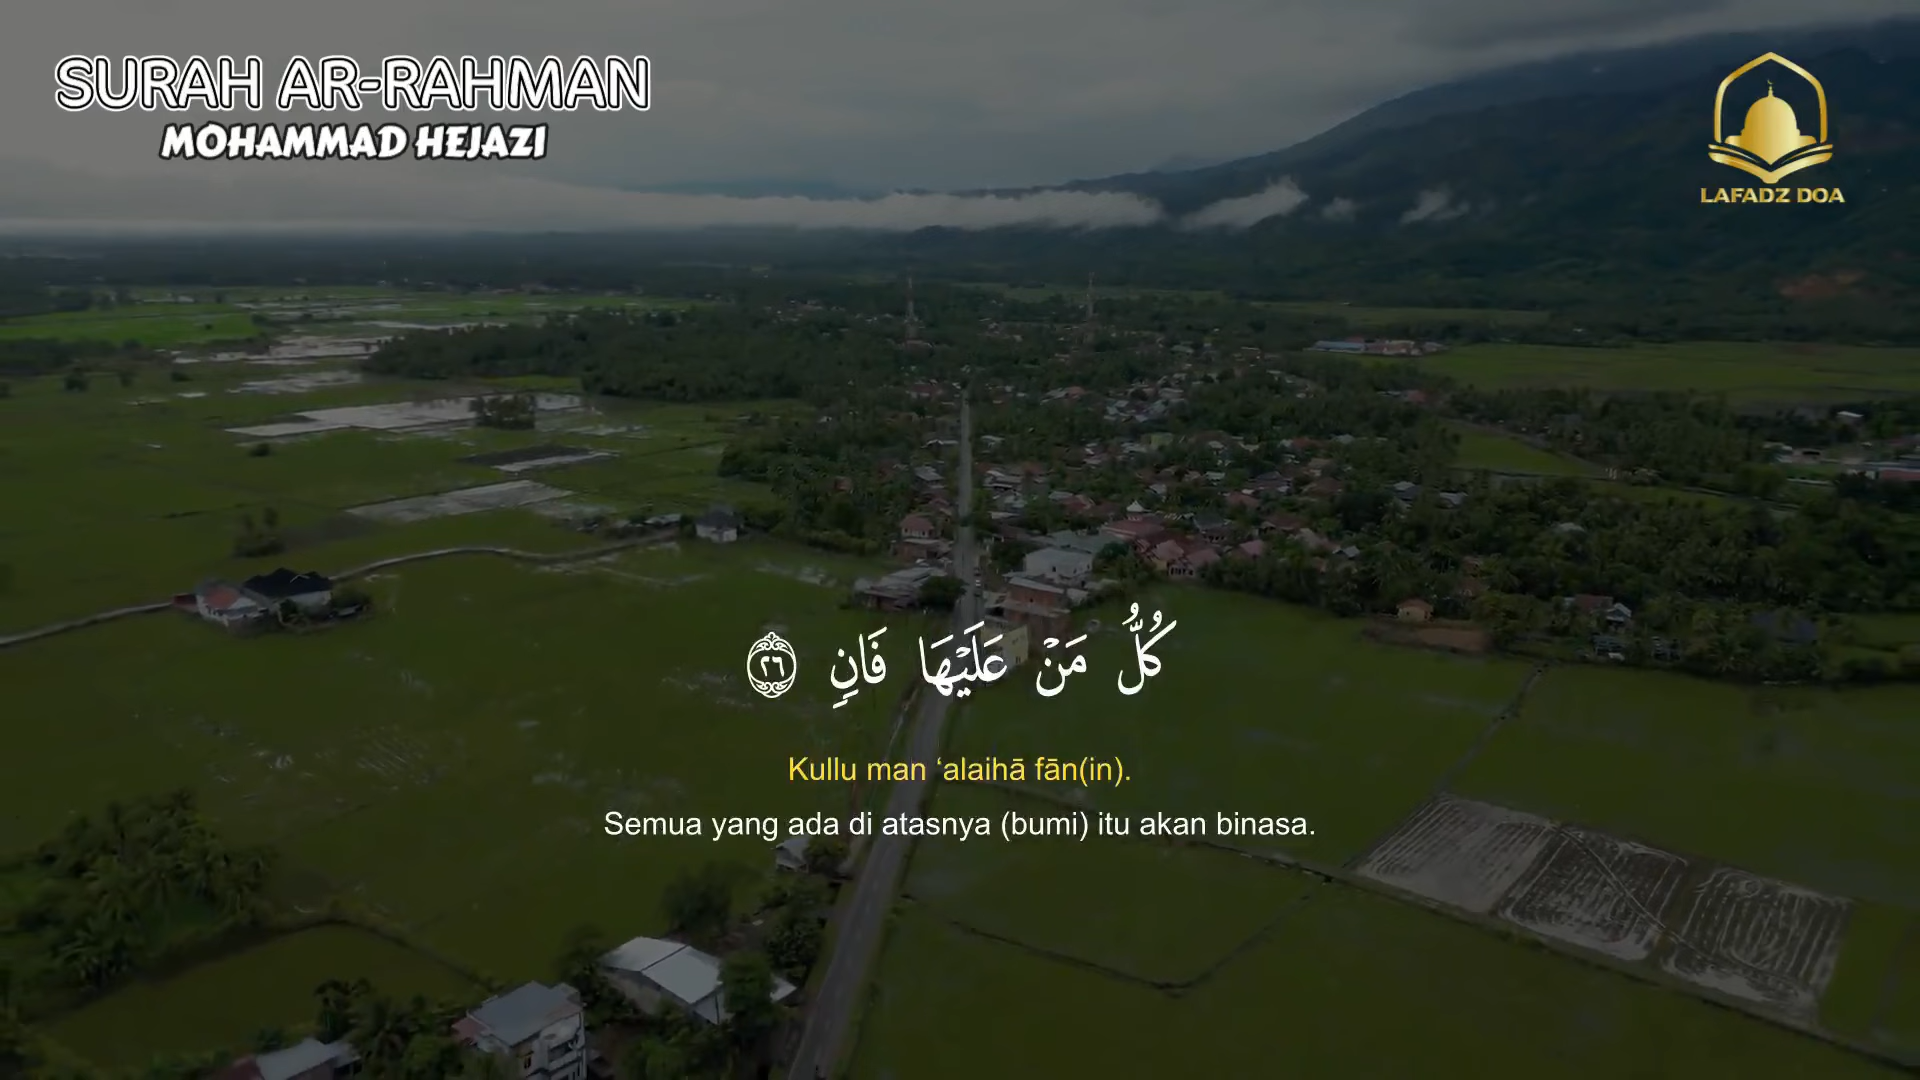 SURAH AR-RAHMAN
MOHAMMAD HEJAZI
LAFADZ DOA
كُلُّ مَنْ عَلَيْهَا فَانٍ ٢٦
Kullu man ‘alaihā fān(in).
Semua yang ada di atasnya (bumi) itu akan binasa.